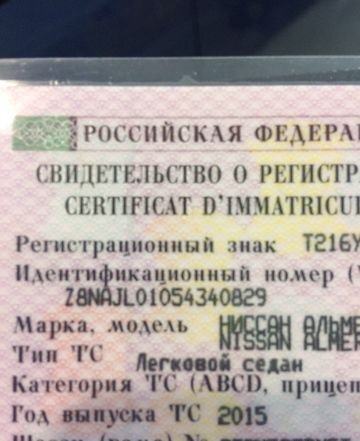 РОССИЙСКАЯ ФЕДЕРА
СВИДЕТЕЛЬСТВО О РЕГИСТР
CERTIFICAT D'IMMATRICUL
Регистрационный знак Т216У
Идентификационный номер (
Z8NAJL01054340829
Марка, модель НИССАН АЛЬМЕ
NISSAN ALMER
Тип ТС Легковой седан
Категория ТС (ABCD, прицеп
Год выпуска ТС 2015